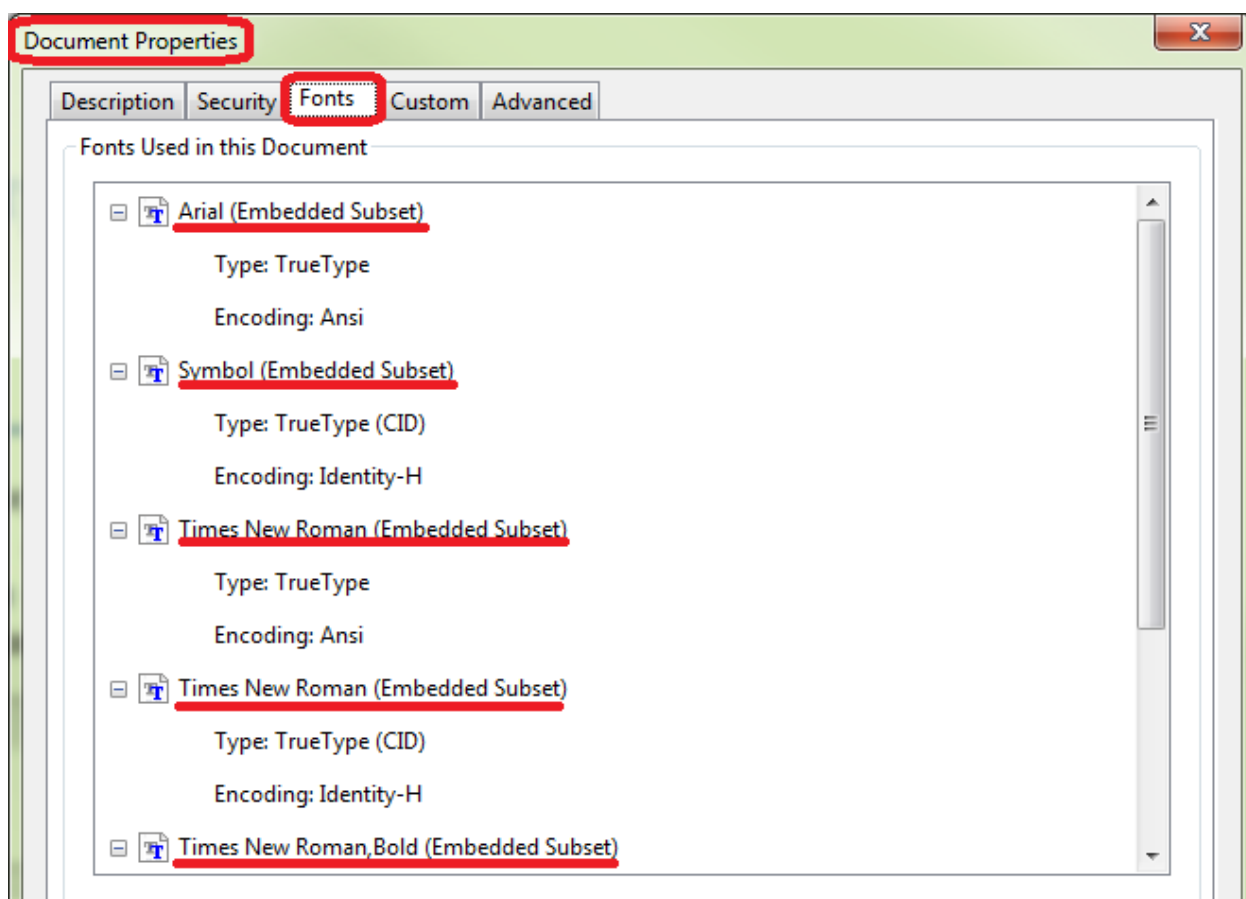 Document Properties
Description Security Fonts Custom Advanced
Fonts Used in this Document
Arial (Embedded Subset)
Type: TrueType
Encoding: Ansi
Symbol (Embedded Subset)
Type: TrueType (CID)
Encoding: Identity-H
Times New Roman (Embedded Subset)
Type: TrueType
Encoding: Ansi
Times New Roman (Embedded Subset)
Type: TrueType (CID)
Encoding: Identity-H
Times New Roman,Bold (Embedded Subset)